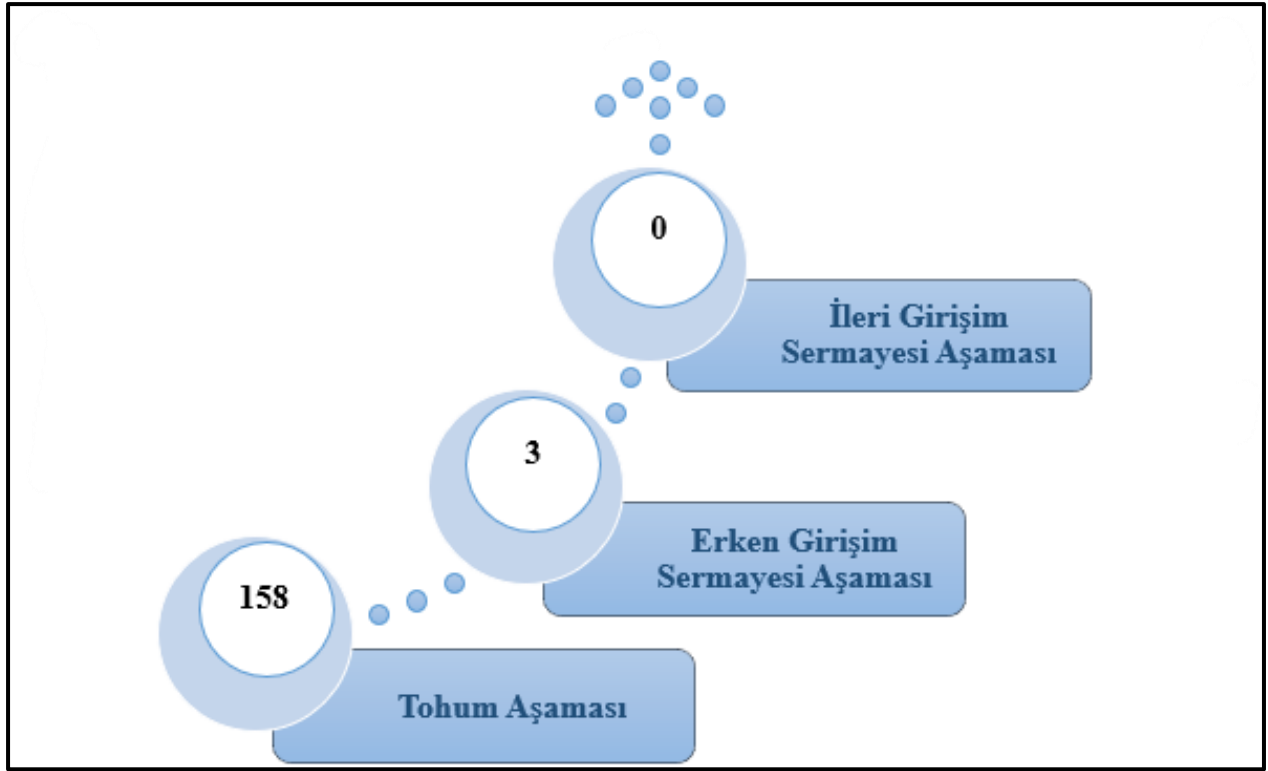 0
İleri Girişim
Sermayesi Aşaması
3
Erken Girişim
Sermayesi Aşaması
158
Tohum Aşaması